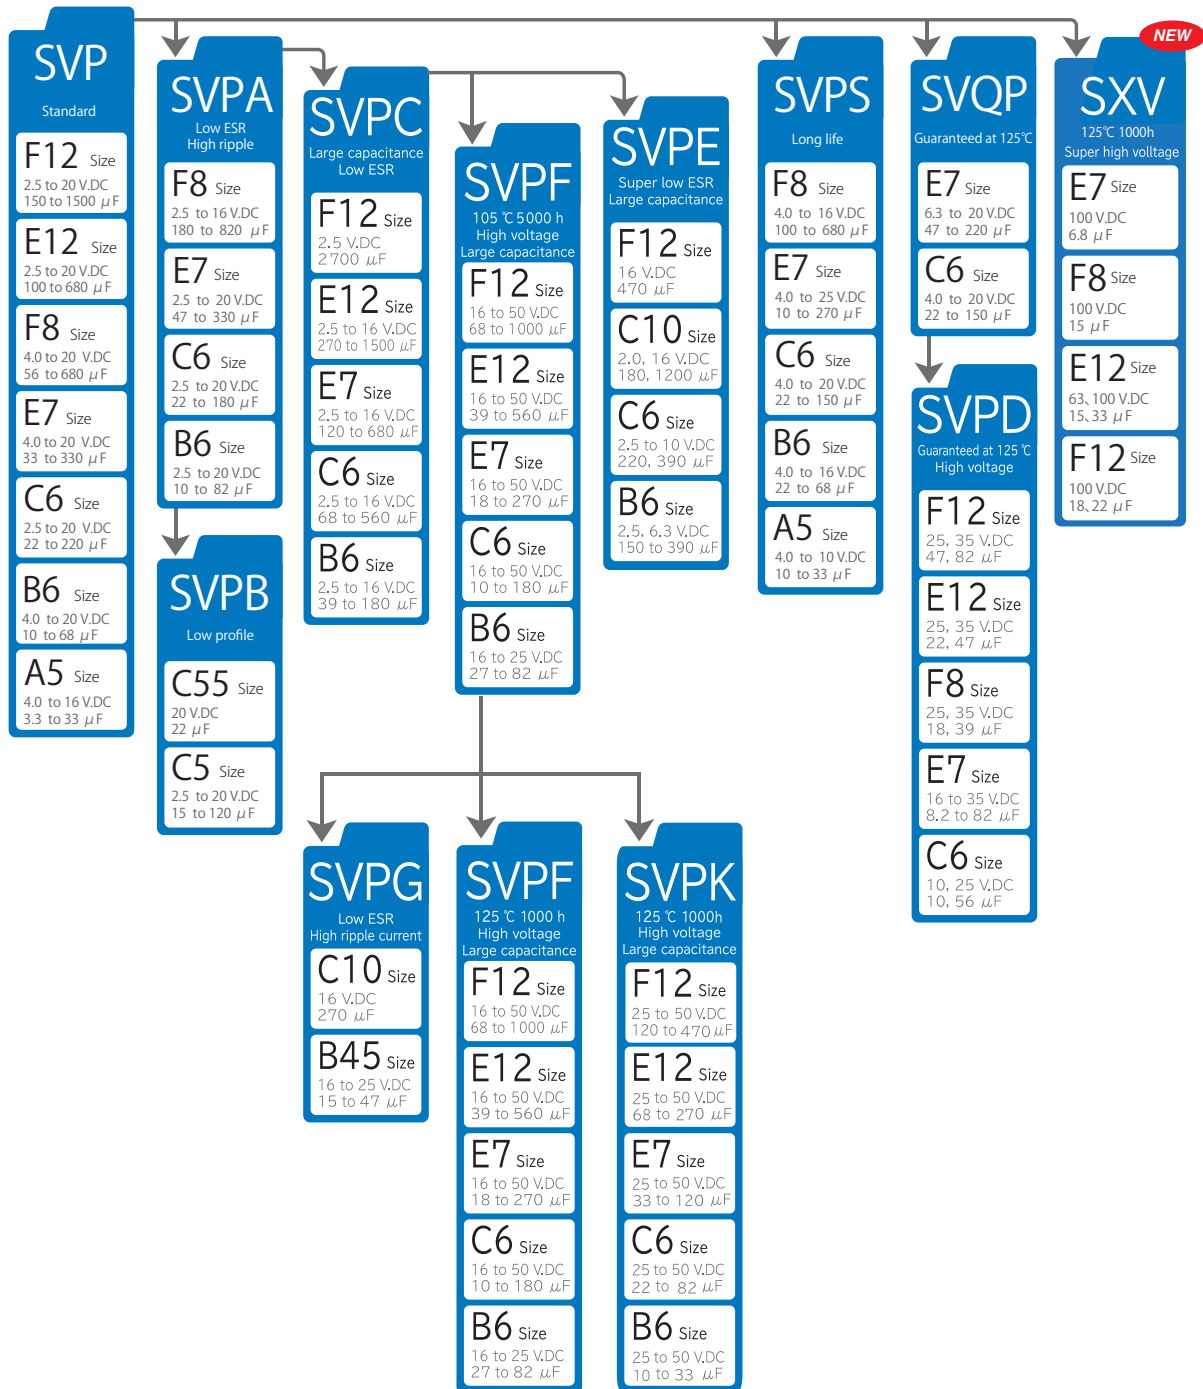 SVP
Standard
F12 Size
2.5 to 20 V.DC
150 to 1500 μF
E12 Size
2.5 to 20 V.DC
100 to 680 μF
F8 Size
4.0 to 20 V.DC
56 to 680 μF
E7 Size
4.0 to 20 V.DC
33 to 330 μF
C6 Size
2.5 to 20 V.DC
22 to 220 μF
B6 Size
4.0 to 20 V.DC
10 to 68 μF
A5 Size
4.0 to 16 V.DC
3.3 to 33 μF
SVPA
Low ESR
High ripple
F8 Size
2.5 to 16 V.DC
180 to 820 μF
E7 Size
2.5 to 20 V.DC
47 to 330 μF
C6 Size
2.5 to 20 V.DC
22 to 180 μF
B6 Size
2.5 to 20 V.DC
10 to 82 μF
SVPB
Low profile
C55 Size
20 V.DC
22 μF
C5 Size
2.5 to 20 V.DC
15 to 120 μF
SVPC
Large capacitance
Low ESR
F12 Size
2.5 V.DC
2700 μF
E12 Size
2.5 to 16 V.DC
270 to 1500 μF
E7 Size
2.5 to 16 V.DC
120 to 680 μF
C6 Size
2.5 to 16 V.DC
68 to 560 μF
B6 Size
2.5 to 16 V.DC
39 to 180 μF
SVPF
105 ℃ 5000 h
High voltage
Large capacitance
F12 Size
16 to 50 V.DC
68 to 1000 μF
E12 Size
16 to 50 V.DC
39 to 560 μF
E7 Size
16 to 50 V.DC
18 to 270 μF
C6 Size
16 to 50 V.DC
10 to 180 μF
B6 Size
16 to 25 V.DC
27 to 82 μF
SVPE
Super low ESR
Large capacitance
F12 Size
16 V.DC
470 μF
C10 Size
2.0, 16 V.DC
180, 1200 μF
C6 Size
2.5 to 10 V.DC
220, 390 μF
B6 Size
2.5, 6.3 V.DC
150 to 390 μF
SVPS
Long life
F8 Size
4.0 to 16 V.DC
100 to 680 μF
E7 Size
4.0 to 25 V.DC
10 to 270 μF
C6 Size
4.0 to 20 V.DC
22 to 150 μF
B6 Size
4.0 to 16 V.DC
22 to 68 μF
A5 Size
4.0 to 10 V.DC
10 to 33 μF
SVQP
Guaranteed at 125℃
E7 Size
6.3 to 20 V.DC
47 to 220 μF
C6 Size
4.0 to 20 V.DC
22 to 150 μF
SVPD
Guaranteed at 125 ℃
High voltage
F12 Size
25, 35 V.DC
47, 82 μF
E12 Size
25, 35 V.DC
22, 47 μF
F8 Size
25, 35 V.DC
18, 39 μF
E7 Size
16 to 35 V.DC
8.2 to 82 μF
C6 Size
10, 25 V.DC
10, 56 μF
NEW
SXV
125℃ 1000h
Super high volltage
E7 Size
100 V.DC
6.8 μF
F8 Size
100 V.DC
15 μF
E12 Size
63、100 V.DC
15、33 μF
F12 Size
100 V.DC
18、22 μF
SVPG
Low ESR
High ripple current
C10 Size
16 V.DC
270 μF
B45 Size
16 to 25 V.DC
15 to 47 μF
SVPF
125 ℃ 1000 h
High voltage
Large capacitance
F12 Size
16 to 50 V.DC
68 to 1000 μF
E12 Size
16 to 50 V.DC
39 to 560 μF
E7 Size
16 to 50 V.DC
18 to 270 μF
C6 Size
16 to 50 V.DC
10 to 180 μF
B6 Size
16 to 25 V.DC
27 to 82 μF
SVPK
125 ℃ 1000h
High voltage
Large capacitance
F12 Size
25 to 50 V.DC
120 to 470 μF
E12 Size
25 to 50 V.DC
68 to 270 μF
E7 Size
25 to 50 V.DC
33 to 120 μF
C6 Size
25 to 50 V.DC
22 to 82 μF
B6 Size
25 to 50 V.DC
10 to 33 μF